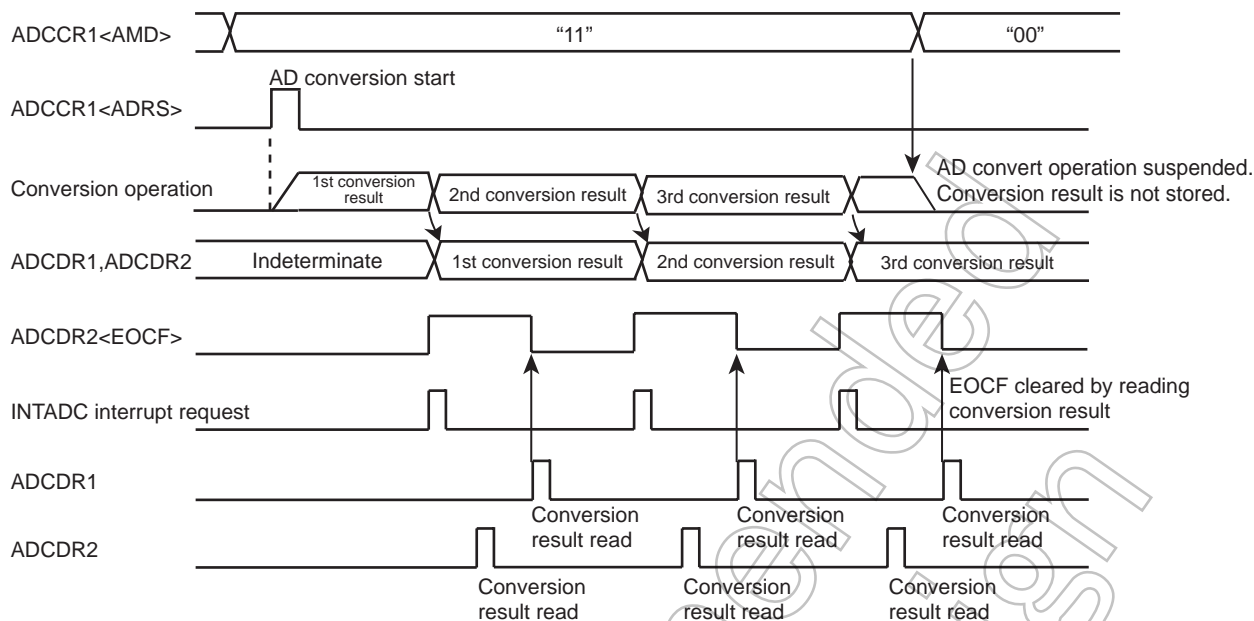 ADCCR1<AMD>
“11”
“00”
AD conversion start
ADCCR1<ADRS>
AD convert operation suspended.
Conversion result is not stored.
Conversion operation
1st conversion
result
2nd conversion result
3rd conversion result
ADCDR1,ADCDR2
Indeterminate
1st conversion result
2nd conversion result
3rd conversion result
ADCDR2<EOCF>
EOCF cleared by reading
conversion result
INTADC interrupt request
ADCDR1
Conversion
result read
Conversion
result read
Conversion
result read
ADCDR2
Conversion
result read
Conversion
result read
Conversion
result read